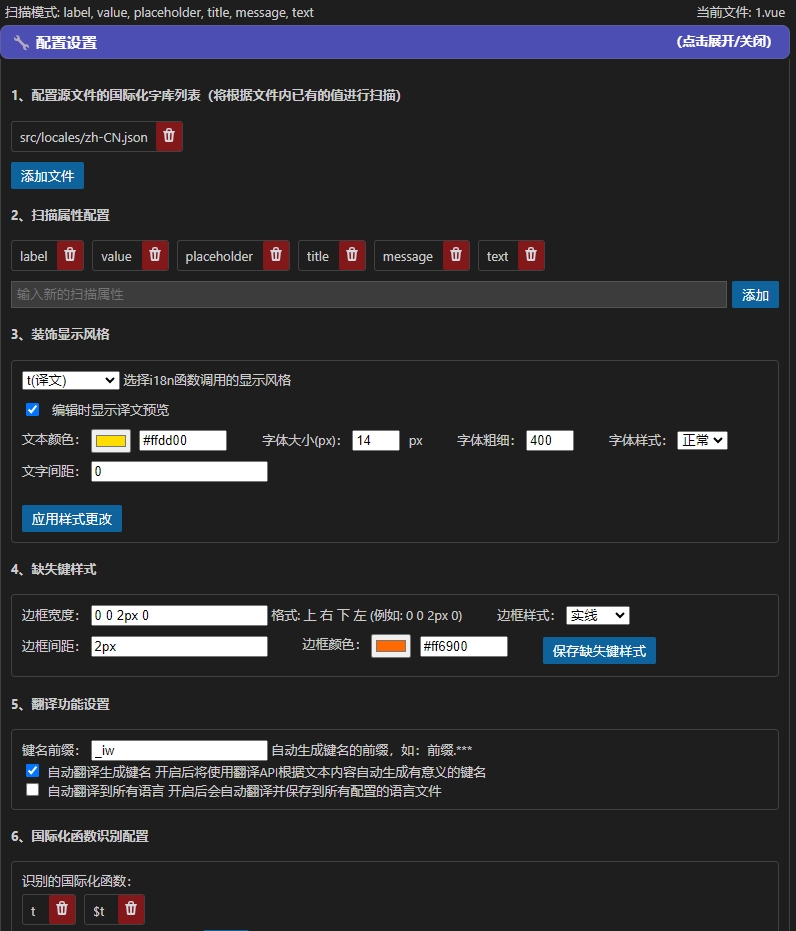 扫描模式: label, value, placeholder, title, message, text 当前文件: 1.vue
配置设置 (点击展开/关闭)
1、配置源文件的国际化字库列表（将根据文件内已有的值进行扫描）
src/locales/zh-CN.json
添加文件
2、扫描属性配置
label value placeholder title message text
输入新的扫描属性 添加
3、装饰显示风格
t(译文) 选择i18n函数调用的显示风格
编辑时显示译文预览
文本颜色： #ffdd00 字体大小(px)： 14 px 字体粗细： 400 字体样式： 正常
文字间距： 0
应用样式更改
4、缺失键样式
边框宽度： 0 0 2px 0 格式: 上 右 下 左 (例如: 0 0 2px 0) 边框样式： 实线
边框间距： 2px 边框颜色： #ff6900 保存缺失键样式
5、翻译功能设置
键名前缀： _iw 自动生成键名的前缀，如：前缀.***
自动翻译生成键名 开启后将使用翻译API根据文本内容自动生成有意义的键名
自动翻译到所有语言 开启后会自动翻译并保存到所有配置的语言文件
6、国际化函数识别配置
识别的国际化函数：
t $t